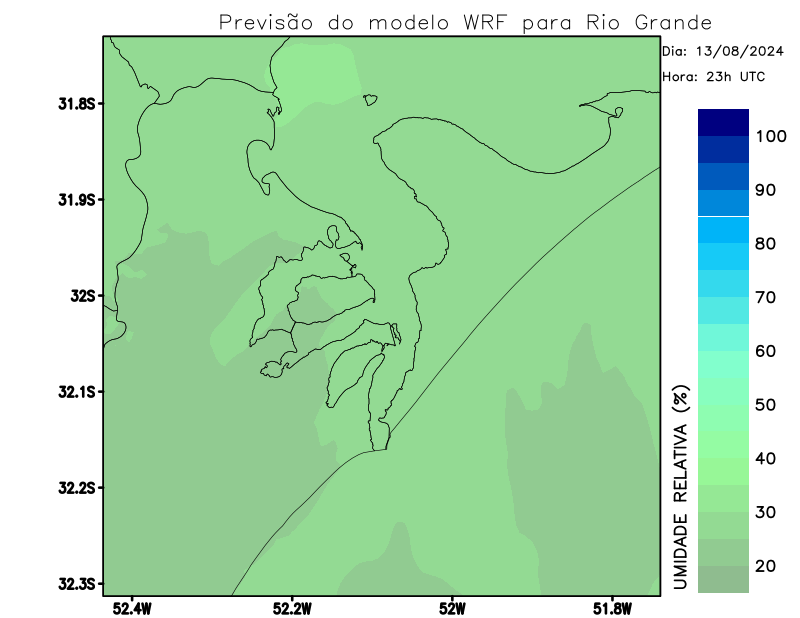 Previsão do modelo WRF para Rio Grande
Dia: 13/08/2024
Hora: 23h UTC
31.8S
31.9S
32S
32.1S
32.2S
32.3S
52.4W
52.2W
52W
51.8W
100
90
80
70
60
50
40
30
20
UMIDADE RELATIVA (%)